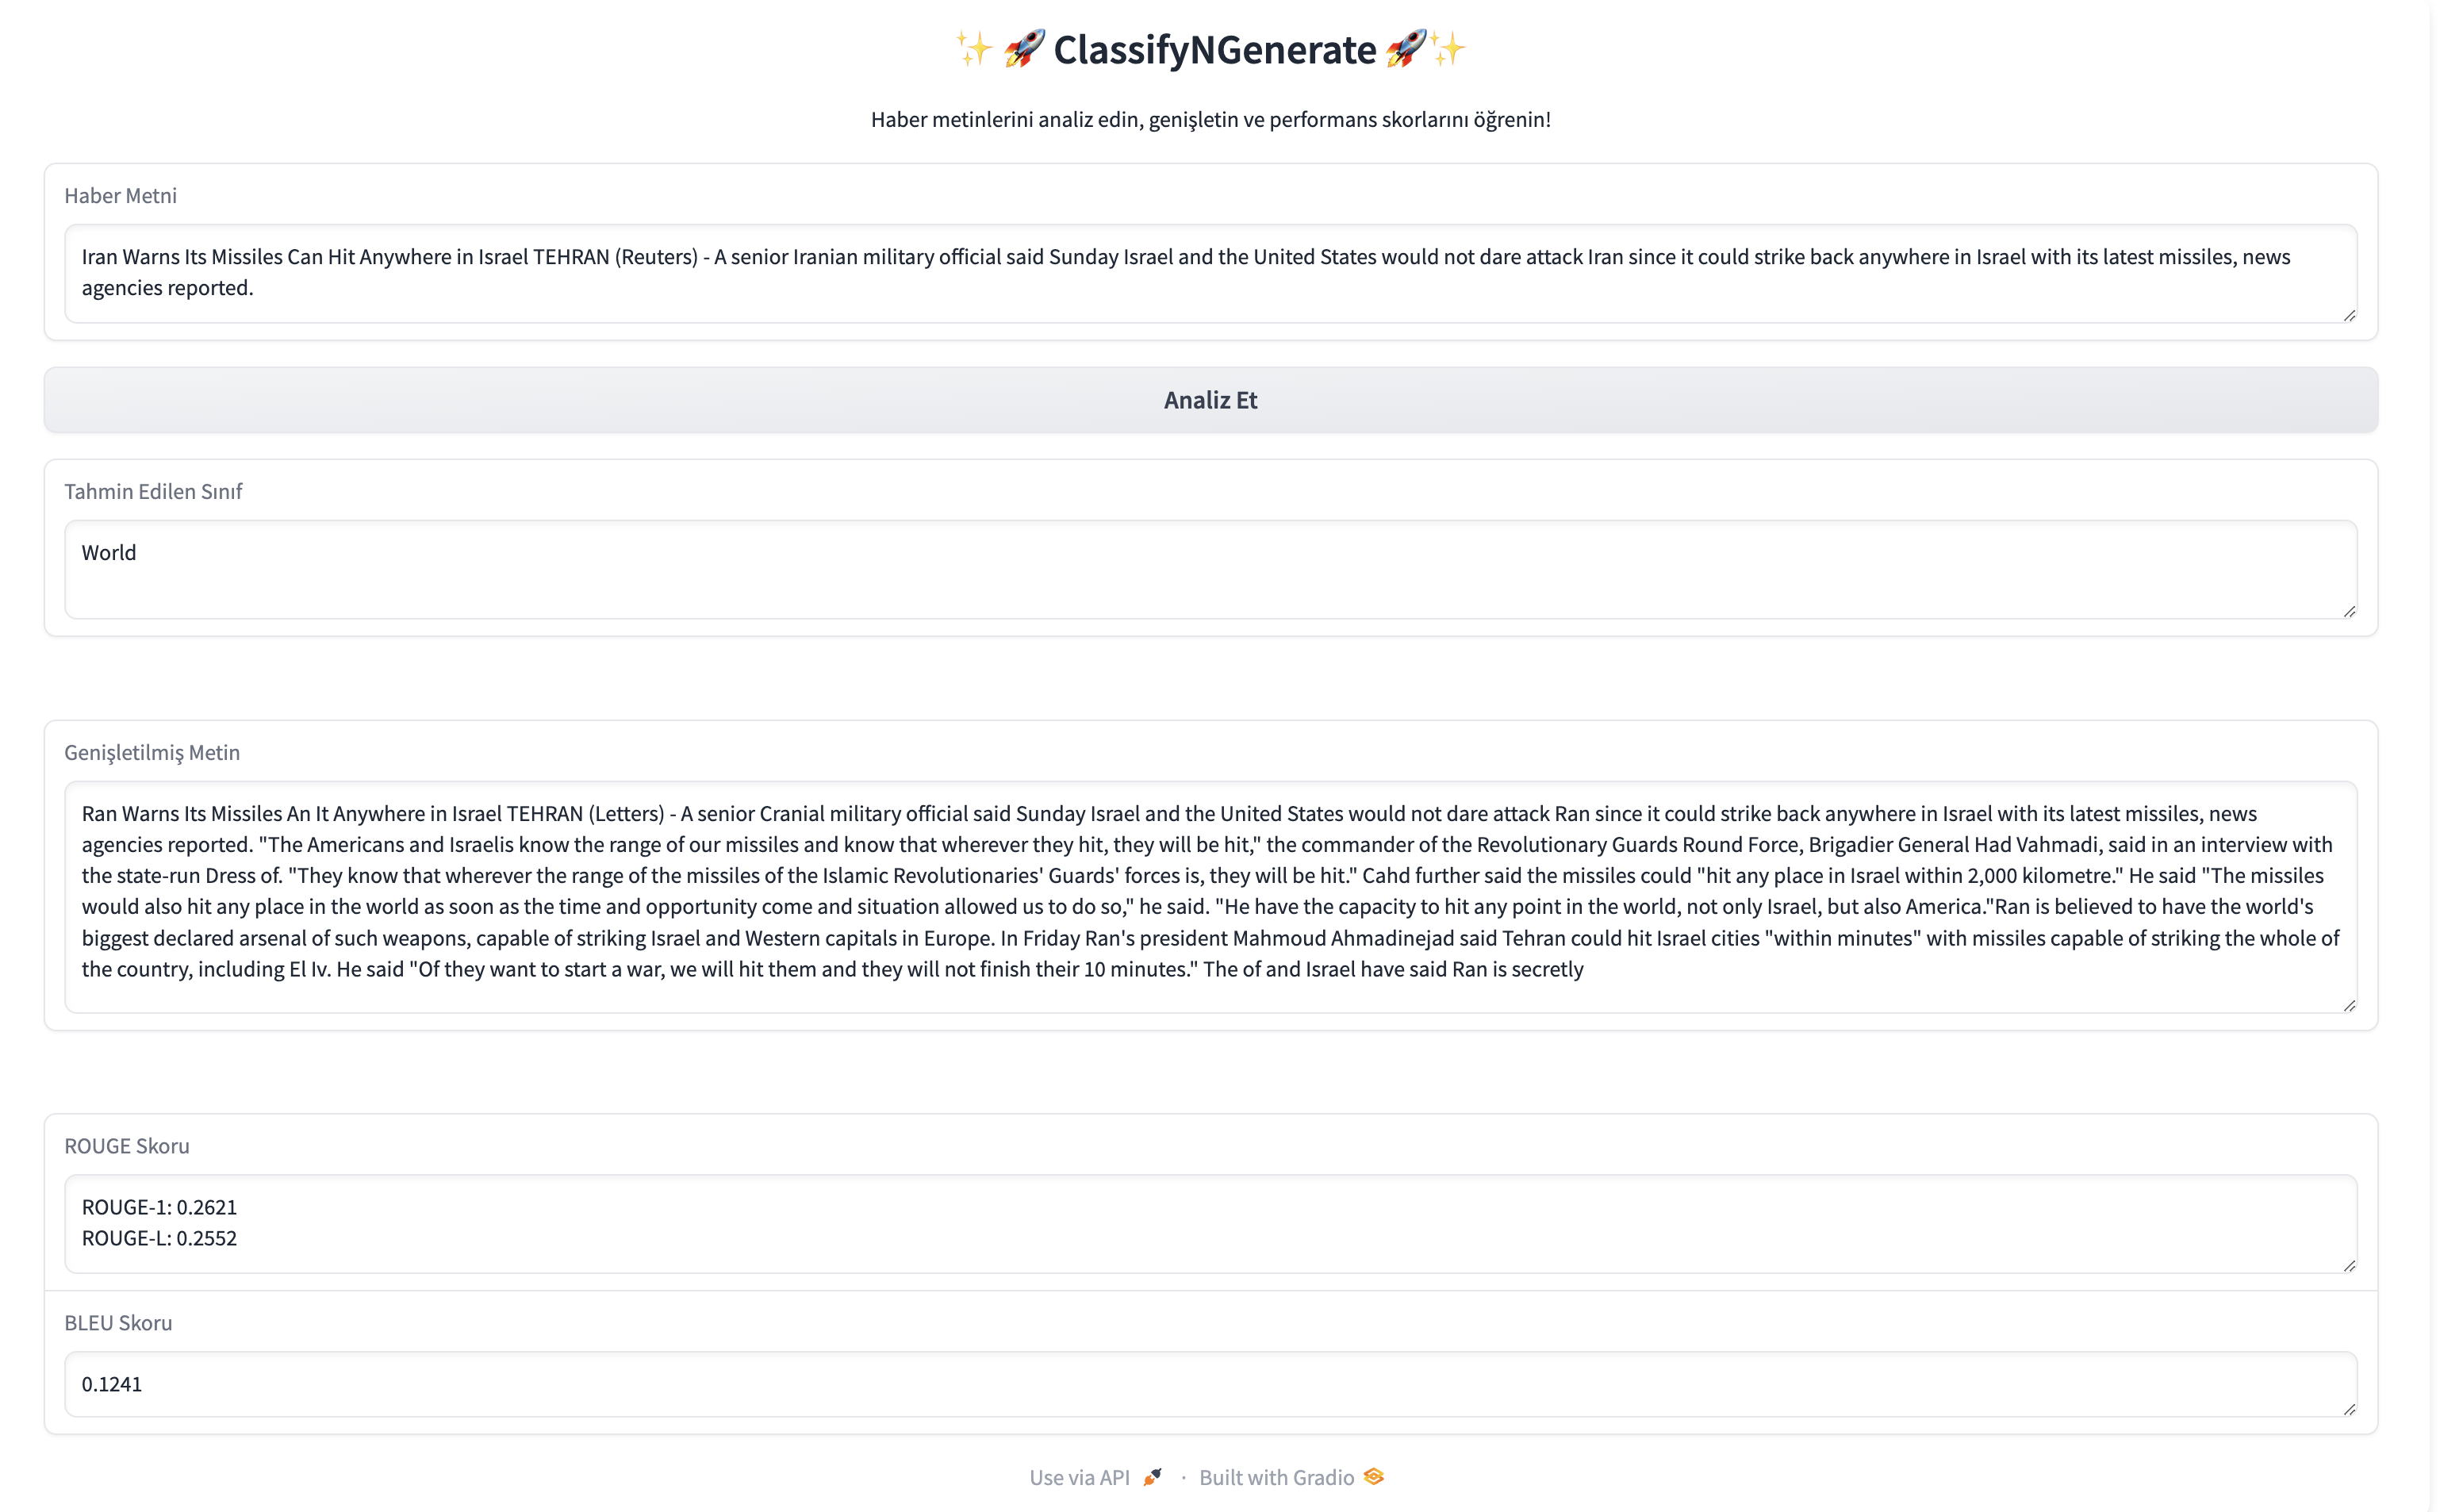 ✨🚀 ClassifyNGenerate 🚀✨
Haber metinlerini analiz edin, genişletin ve performans skorlarını öğrenin!
Haber Metni
Iran Warns Its Missiles Can Hit Anywhere in Israel TEHRAN (Reuters) - A senior Iranian military official said Sunday Israel and the United States would not dare attack Iran since it could strike back anywhere in Israel with its latest missiles, news
agencies reported.
Analiz Et
Tahmin Edilen Sınıf
World
Genişletilmiş Metin
Ran Warns Its Missiles An It Anywhere in Israel TEHRAN (Letters) - A senior Cranial military official said Sunday Israel and the United States would not dare attack Ran since it could strike back anywhere in Israel with its latest missiles, news
agencies reported. "The Americans and Israelis know the range of our missiles and know that wherever they hit, they will be hit," the commander of the Revolutionary Guards Round Force, Brigadier General Had Vahmadi, said in an interview with
the state-run Dress of. "They know that wherever the range of the missiles of the Islamic Revolutionaries' Guards' forces is, they will be hit." Cahd further said the missiles could "hit any place in Israel within 2,000 kilometre." He said "The missiles
would also hit any place in the world as soon as the time and opportunity come and situation allowed us to do so," he said. "He have the capacity to hit any point in the world, not only Israel, but also America."Ran is believed to have the world's
biggest declared arsenal of such weapons, capable of striking Israel and Western capitals in Europe. In Friday Ran's president Mahmoud Ahmadinejad said Tehran could hit Israel cities "within minutes" with missiles capable of striking the whole of
the country, including El Iv. He said "Of they want to start a war, we will hit them and they will not finish their 10 minutes." The of and Israel have said Ran is secretly
ROUGE Skoru
ROUGE-1: 0.2621
ROUGE-L: 0.2552
BLEU Skoru
0.1241
Use via API · Built with Gradio